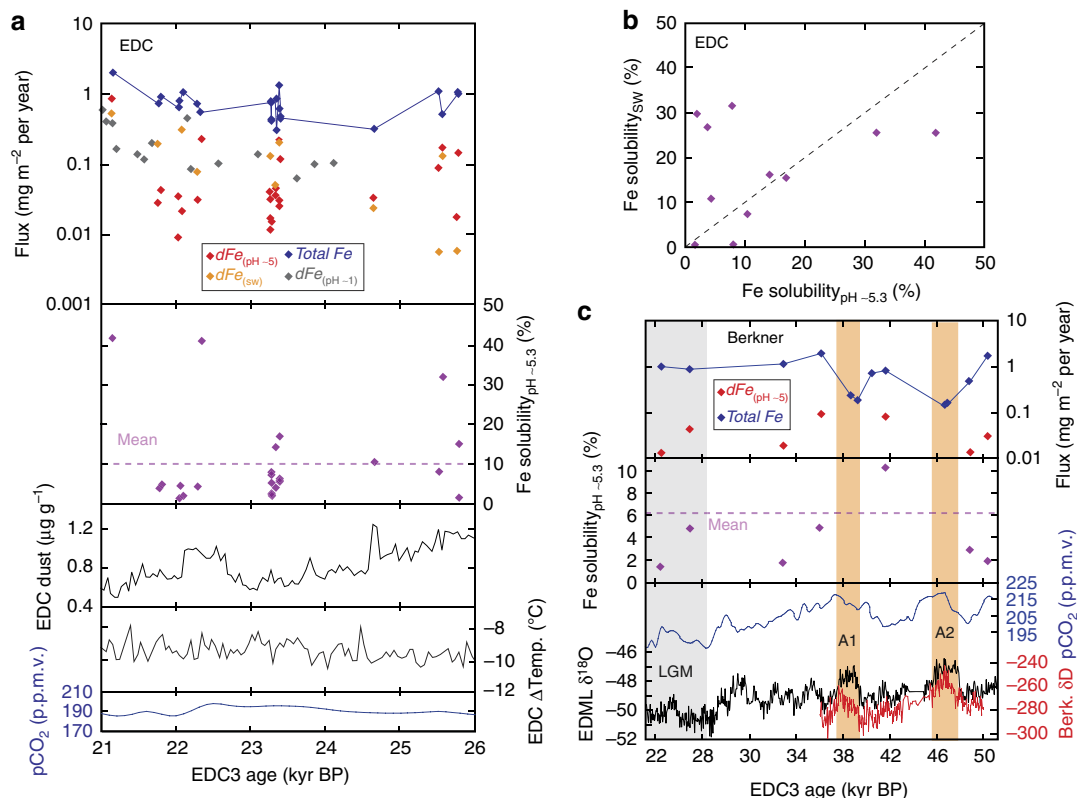 a
EDC
Flux (mg m⁻² per year)
10
1
0.1
0.01
0.001
dFe(pH ~5)
Total Fe
dFe(sw)
dFe(pH ~1)
Fe solubility pH ~5.3 (%)
50
40
30
20
10
0
Mean
EDC dust (μg g⁻¹)
1.2
0.8
0.4
EDC ΔTemp. (°C)
−8
−10
−12
pCO₂ (p.p.m.v.)
210
190
170
21 22 23 24 25 26
EDC3 age (kyr BP)
b
EDC
Fe solubility SW (%)
50
40
30
20
10
0
0 10 20 30 40 50
Fe solubility pH ~5.3 (%)
c
Berkner
Flux (mg m⁻² per year)
10
1
0.1
0.01
dFe(pH ~5)
Total Fe
Fe solubility pH ~5.3 (%)
10
8
6
4
2
0
Mean
pCO₂ (p.p.m.v.)
225
215
205
195
A1
A2
LGM
EDML δ¹⁸O
−46
−48
−50
−52
Berk. δD
−240
−260
−280
−300
22 28 34 38 42 46 50
EDC3 age (kyr BP)